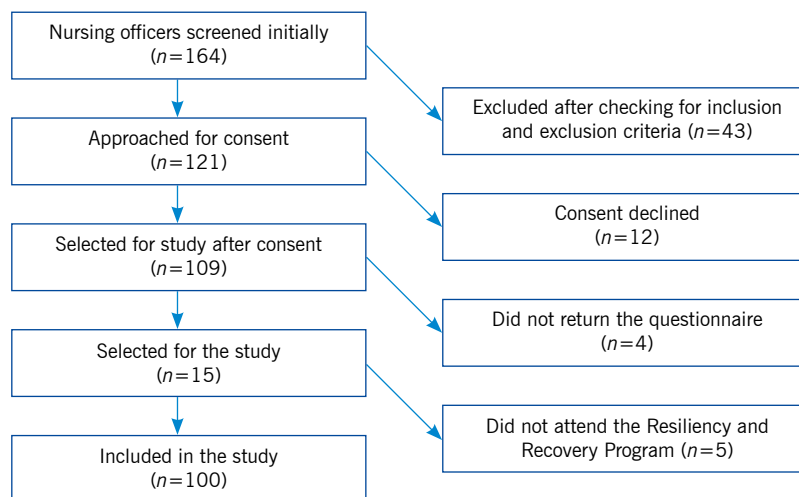 Nursing officers screened initially
(n=164)
Excluded after checking for inclusion
and exclusion criteria (n=43)
Approached for consent
(n=121)
Consent declined
(n=12)
Selected for study after consent
(n=109)
Did not return the questionnaire
(n=4)
Selected for the study
(n=15)
Did not attend the Resiliency and
Recovery Program (n=5)
Included in the study
(n=100)